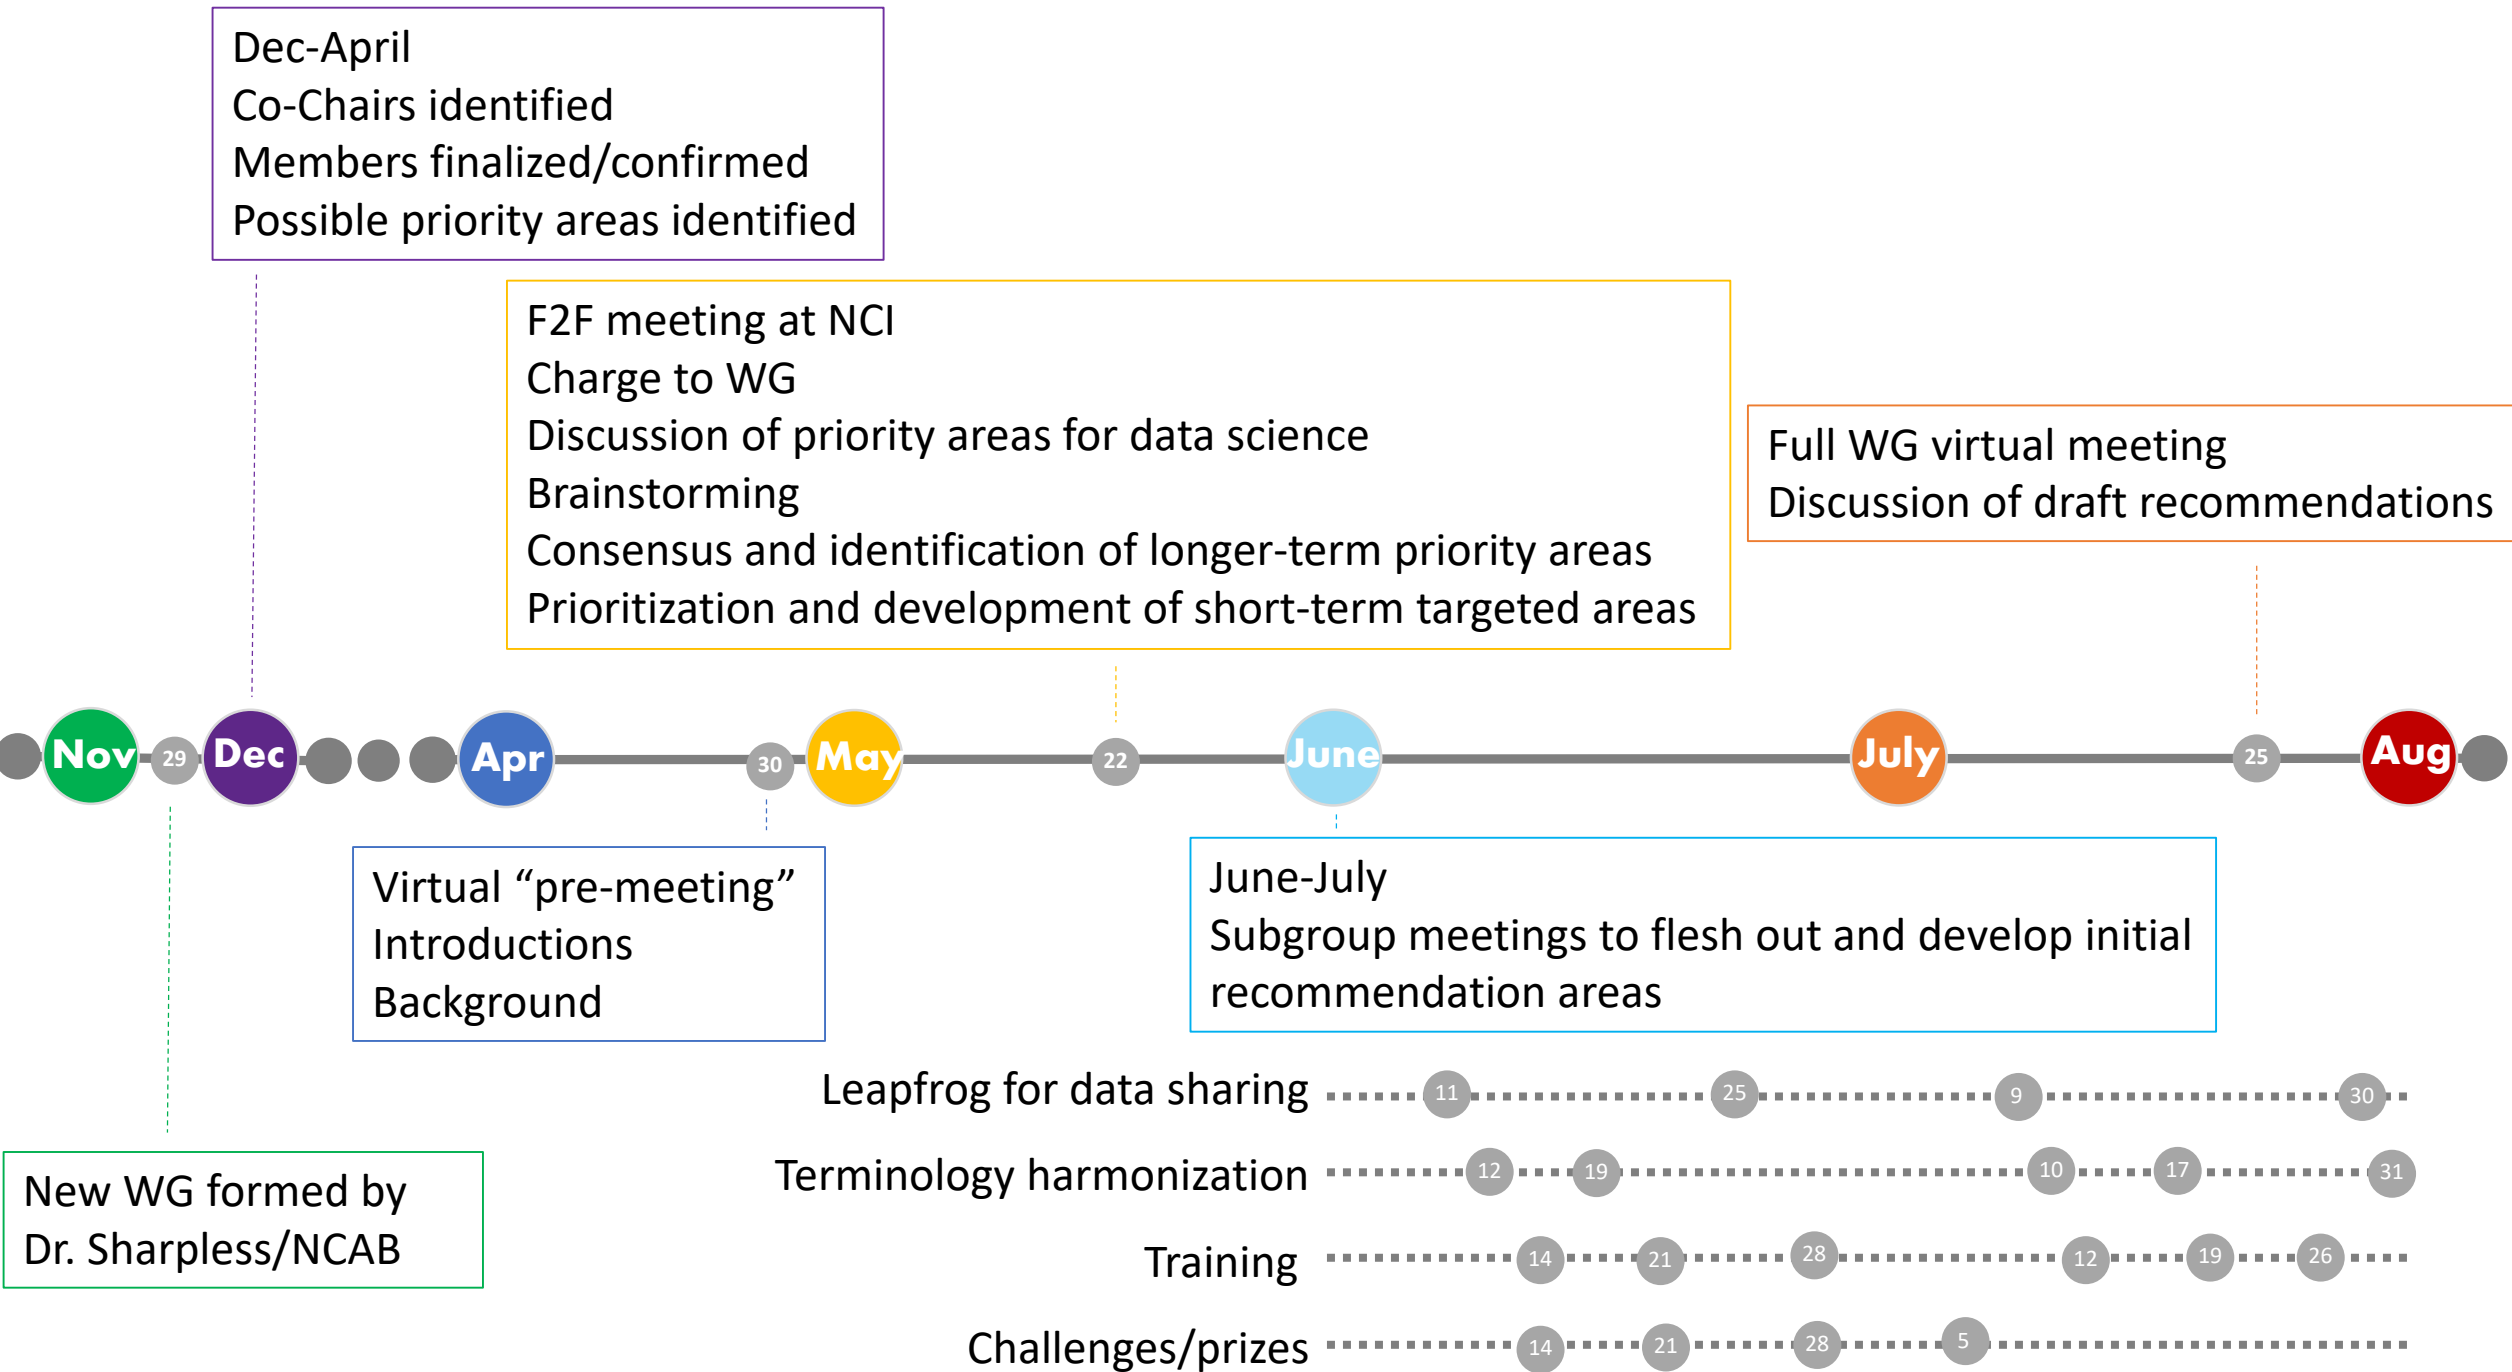 Dec-April
Co-Chairs identified
Members finalized/confirmed
Possible priority areas identified
F2F meeting at NCI
Charge to WG
Discussion of priority areas for data science
Brainstorming
Consensus and identification of longer-term priority areas
Prioritization and development of short-term targeted areas
Full WG virtual meeting
Discussion of draft recommendations
Nov 29 Dec Apr 30 May 22 June July 25 Aug
Virtual “pre-meeting”
Introductions
Background
June-July
Subgroup meetings to flesh out and develop initial
recommendation areas
New WG formed by
Dr. Sharpless/NCAB
Leapfrog for data sharing 11 25 9 30
Terminology harmonization 12 19 10 17 31
Training 14 21 28 12 19 26
Challenges/prizes 14 21 28 5